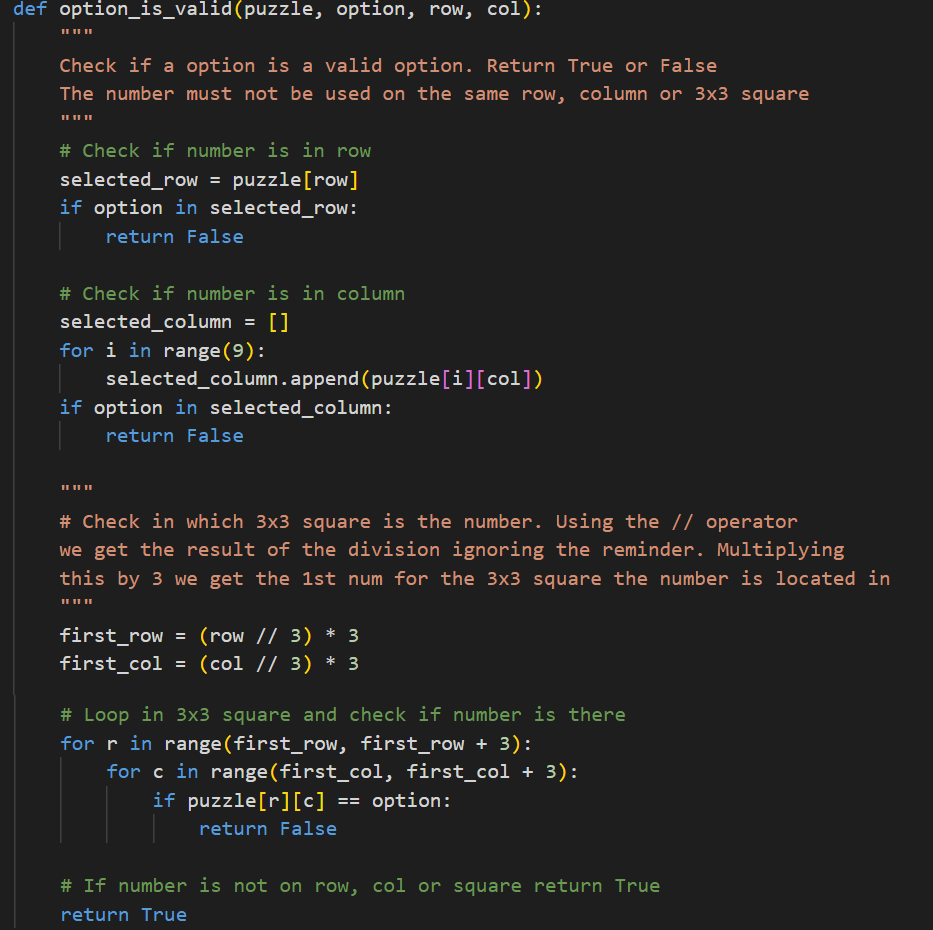 def option_is_valid(puzzle, option, row, col):
    """
    Check if a option is a valid option. Return True or False
    The number must not be used on the same row, column or 3x3 square
    """
    # Check if number is in row
    selected_row = puzzle[row]
    if option in selected_row:
        return False

    # Check if number is in column
    selected_column = []
    for i in range(9):
        selected_column.append(puzzle[i][col])
    if option in selected_column:
        return False

    """
    # Check in which 3x3 square is the number. Using the // operator
    we get the result of the division ignoring the reminder. Multiplying
    this by 3 we get the 1st num for the 3x3 square the number is located in
    """
    first_row = (row // 3) * 3
    first_col = (col // 3) * 3

    # Loop in 3x3 square and check if number is there
    for r in range(first_row, first_row + 3):
        for c in range(first_col, first_col + 3):
            if puzzle[r][c] == option:
                return False

    # If number is not on row, col or square return True
    return True